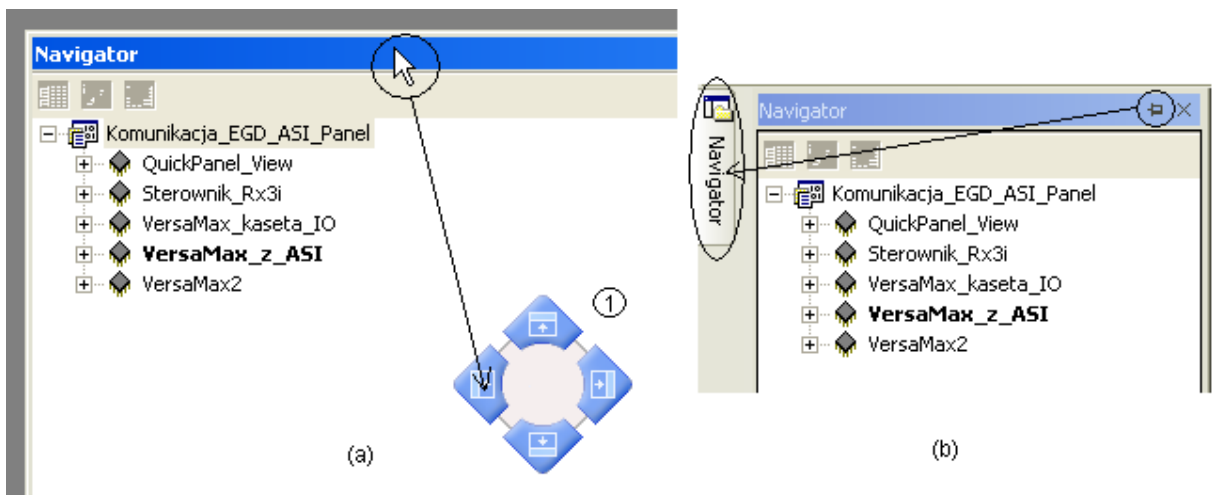 Navigator
Komunikacja_EGD_ASI_Panel
QuickPanel_View
Sterownik_Rx3i
VersaMax_kaseta_IO
VersaMax_z_ASI
VersaMax2
1
(a)
Navigator
Navigator
Komunikacja_EGD_ASI_Panel
QuickPanel_View
Sterownik_Rx3i
VersaMax_kaseta_IO
VersaMax_z_ASI
VersaMax2
(b)